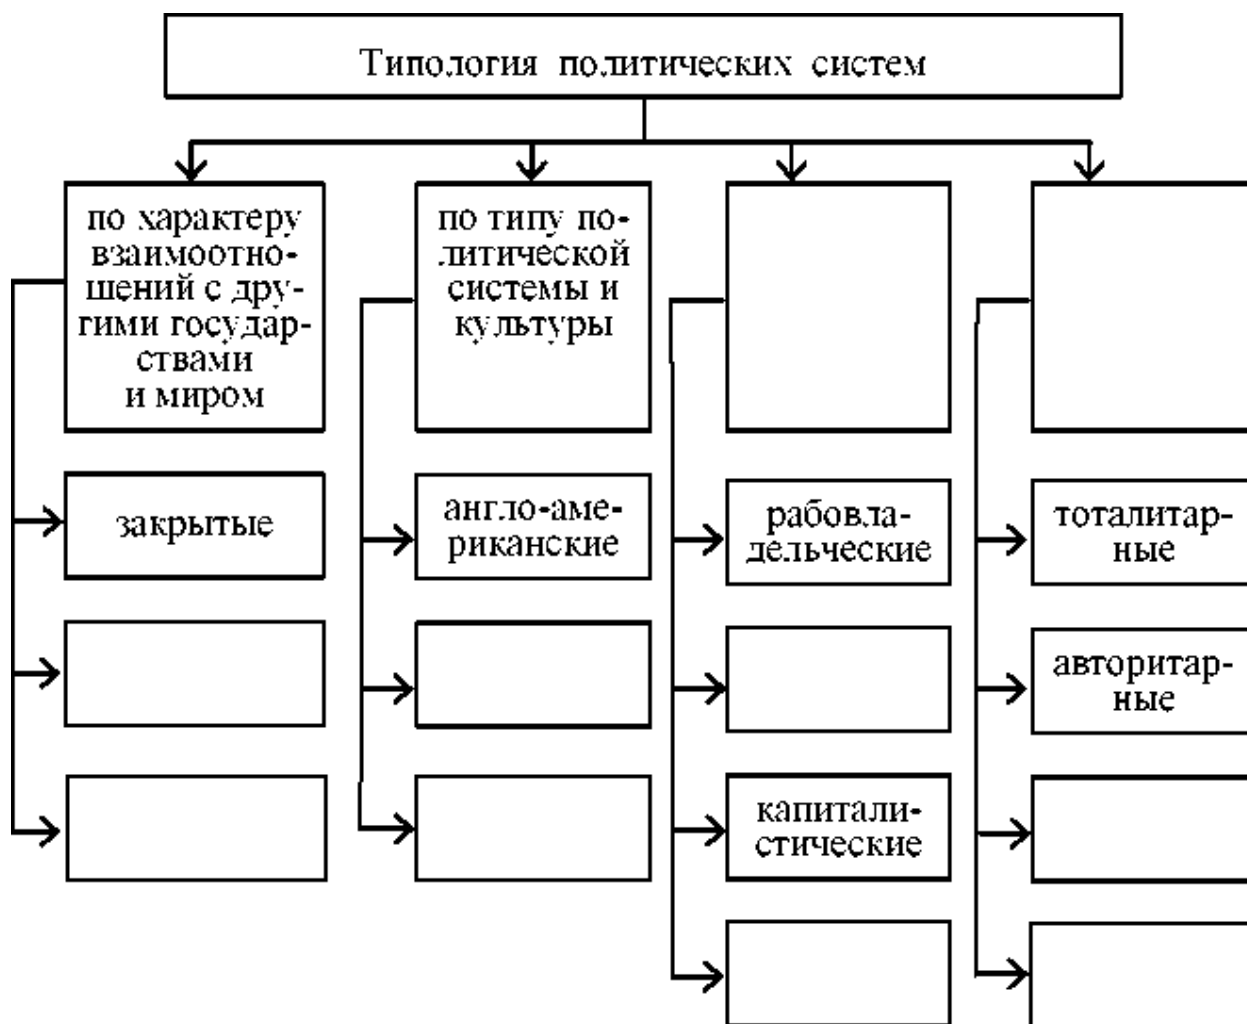 Типология политических систем
по характеру
взаимоотно-
шений с дру-
гими государ-
ствами
и миром
по типу по-
литической
системы и
культуры
закрытые
англо-аме-
риканские
рабовла-
дельческие
тоталитар-
ные
авторитар-
ные
капитали-
стические